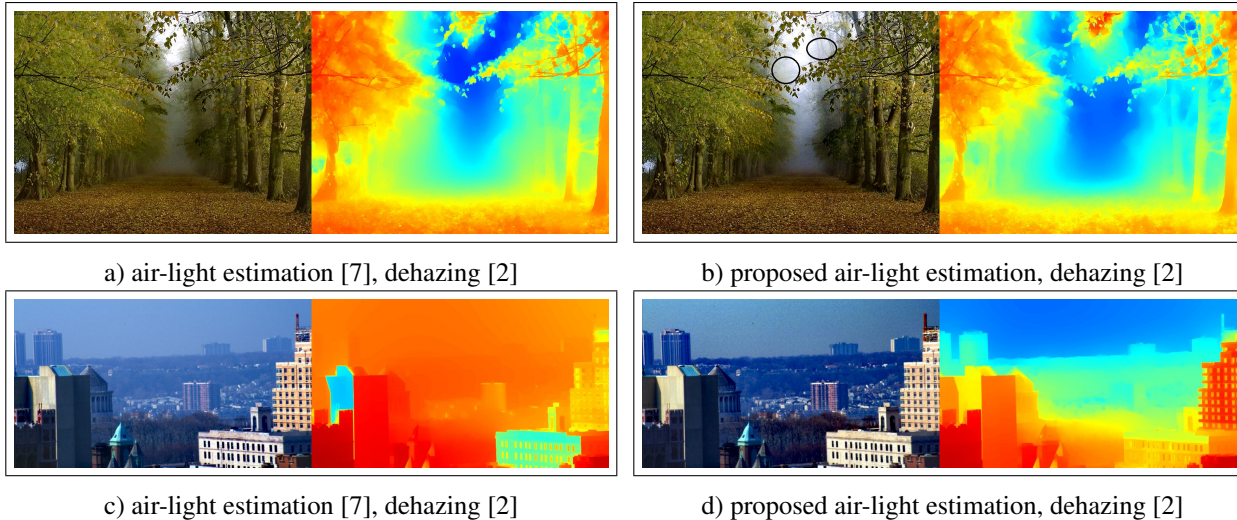 a) air-light estimation [7], dehazing [2]
b) proposed air-light estimation, dehazing [2]
c) air-light estimation [7], dehazing [2]
d) proposed air-light estimation, dehazing [2]